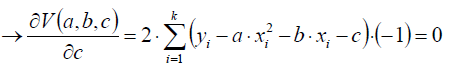 → ∂V(a,b,c)/∂c = 2·∑_{i=1}^{k}(y_i − a·x_i^2 − b·x_i − c)·(−1) = 0